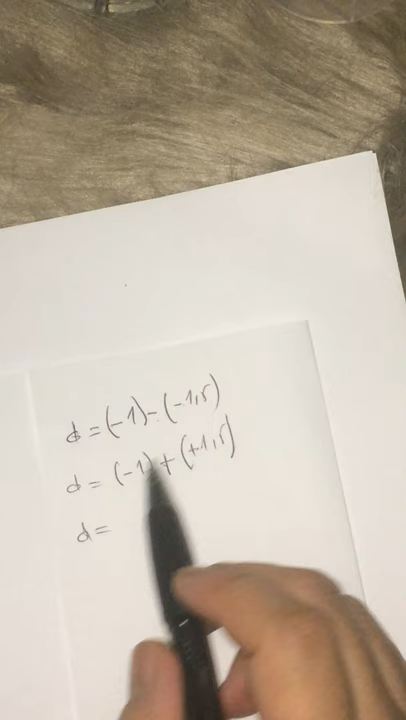 d = (-1) - (-1,5)
d = (-1) + (+1,5)
d =